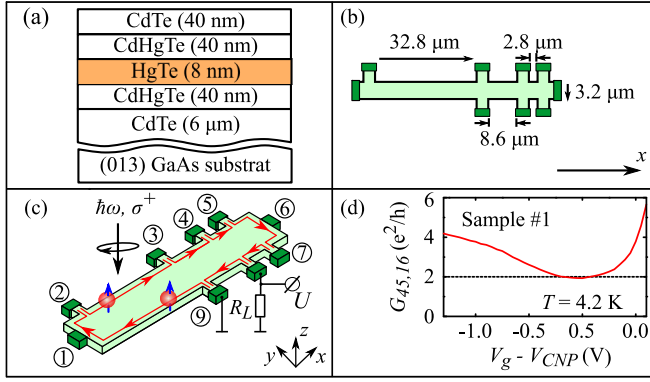 (a)
CdTe (40 nm)
CdHgTe (40 nm)
HgTe (8 nm)
CdHgTe (40 nm)
CdTe (6 μm)
(013) GaAs substrat
(b)
32.8 μm
2.8 μm
3.2 μm
8.6 μm
x
(c)
ħω, σ⁺
①
②
③
④
⑤
⑥
⑦
⑨
R_L
U
z
y
x
(d)
6
4
2
0
G₄₅,₁₆ (e²/h)
Sample #1
T = 4.2 K
-1.0
-0.5
0.0
V_g - V_CNP (V)